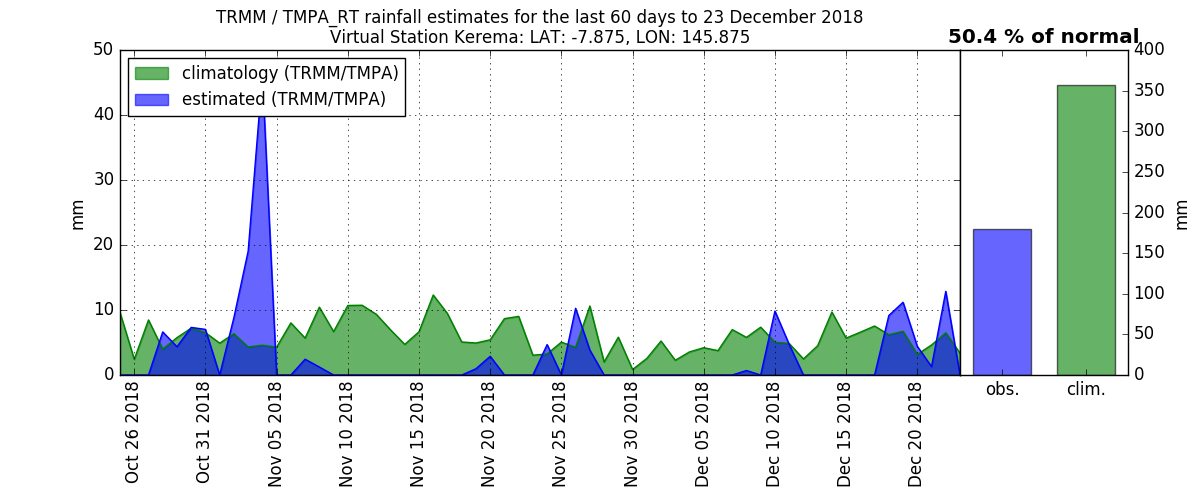 TRMM / TMPA_RT rainfall estimates for the last 60 days to 23 December 2018
Virtual Station Kerema: LAT: -7.875, LON: 145.875
50.4 % of normal
climatology (TRMM/TMPA)
estimated (TRMM/TMPA)
50
40
30
20
10
0
mm
Oct 26 2018
Oct 31 2018
Nov 05 2018
Nov 10 2018
Nov 15 2018
Nov 20 2018
Nov 25 2018
Nov 30 2018
Dec 05 2018
Dec 10 2018
Dec 15 2018
Dec 20 2018
obs.
clim.
400
350
300
250
200
150
100
50
0
mm